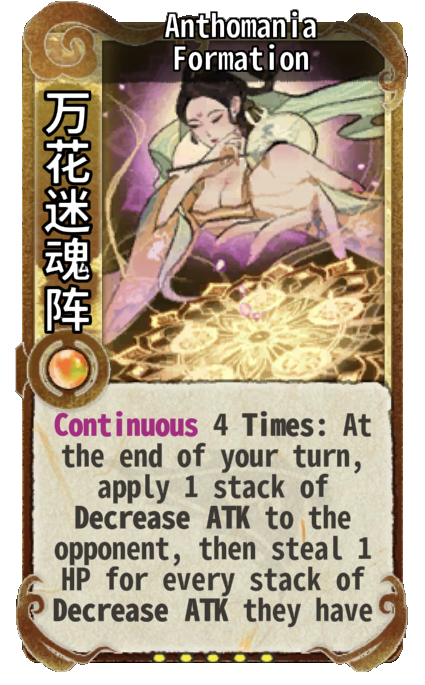 Anthomania
Formation
万花迷魂阵
Continuous 4 Times: At
the end of your turn,
apply 1 stack of
Decrease ATK to the
opponent, then steal 1
HP for every stack of
Decrease ATK they have